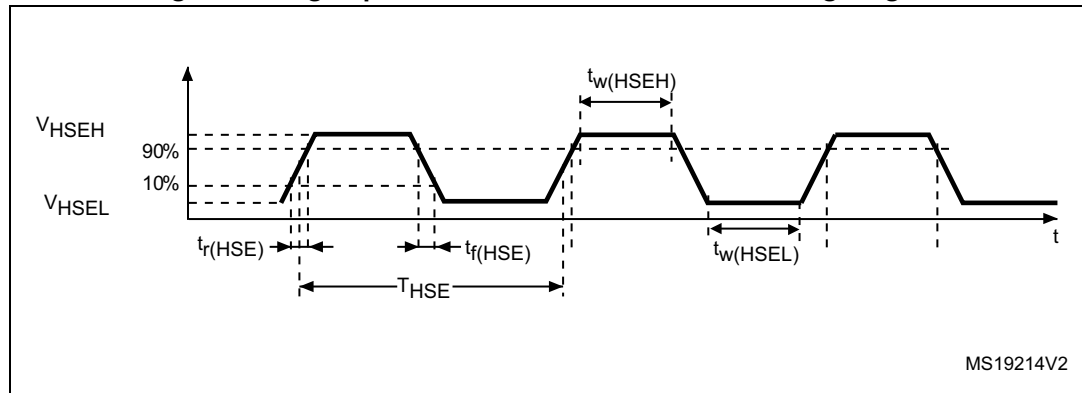 tw(HSEH)
VHSEH
90%
10%
VHSEL
tr(HSE)
tf(HSE)
tw(HSEL)
t
THSE
MS19214V2